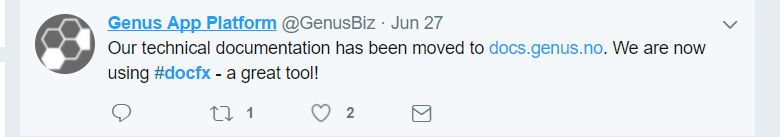 Genus App Platform @GenusBiz · Jun 27
Our technical documentation has been moved to docs.genus.no. We are now
using #docfx - a great tool!
1 2